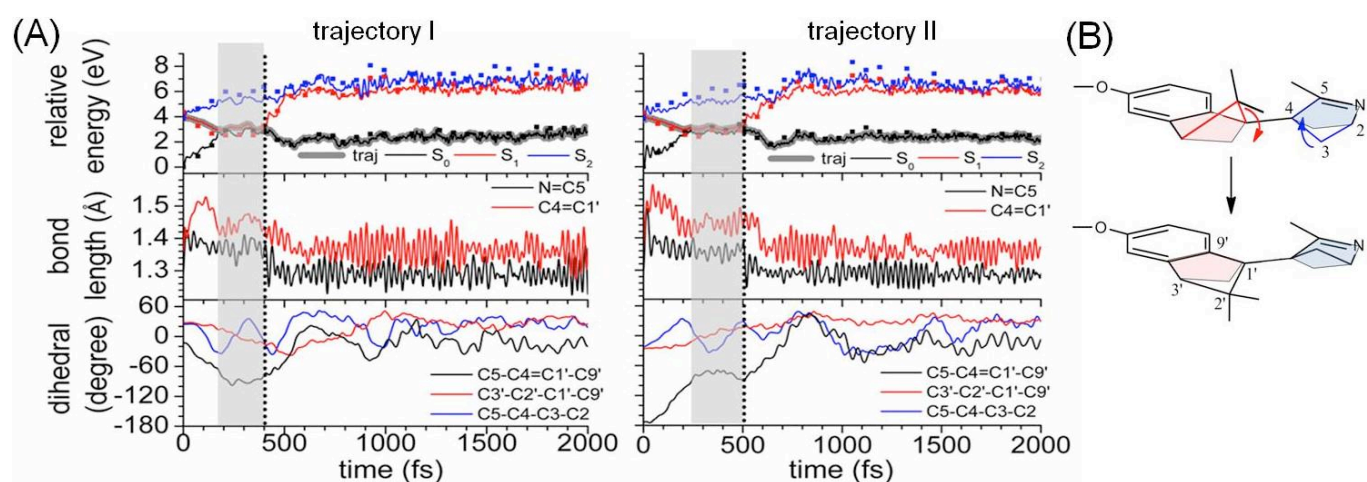 (A)
trajectory I
trajectory II
(B)
relative
energy (eV)
8
6
4
2
0
traj S₀ S₁ S₂
traj S₀ S₁ S₂
bond
length (Å)
1.5
1.4
1.3
N=C5
C4=C1'
N=C5
C4=C1'
dihedral
(degree)
60
0
-60
-120
-180
C5-C4=C1'-C9'
C3'-C2'-C1'-C9'
C5-C4-C3-C2
C5-C4=C1'-C9'
C3'-C2'-C1'-C9'
C5-C4-C3-C2
0 500 1000 1500 2000
time (fs)
0 500 1000 1500 2000
time (fs)
O
5
4
N
2
3
O
9'
N
1'
3'
2'